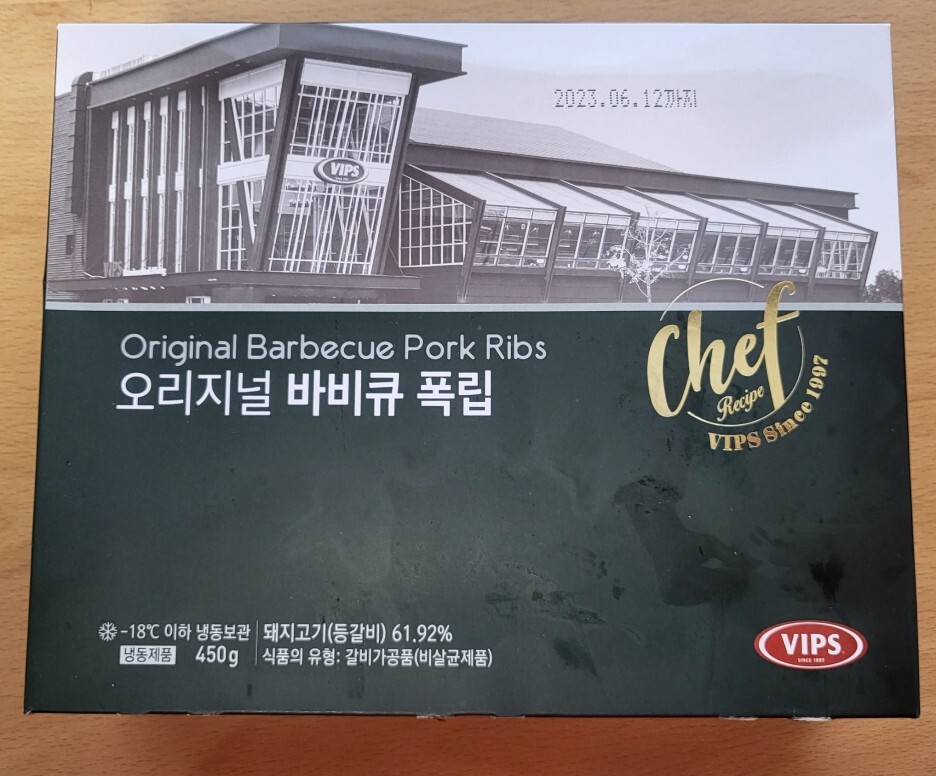 2023.06.12까지
VIPS
Original Barbecue Pork Ribs
오리지널 바비큐 폭립
Chef
Recipe
VIPS Since 1997
-18℃ 이하 냉동보관
냉동제품 450g
돼지고기(등갈비) 61.92%
식품의 유형: 갈비가공품(비살균제품)
VIPS